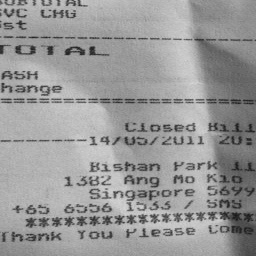 SUBTOTAL
SVC CHG
Gst
TOTAL
CASH
Change
Closed Bill
14/05/2011 20:
Bishan Park II
1382 Ang Mo Kio
Singapore 5699
+65 6556 1533 / SMS
********************
Thank You Please Come